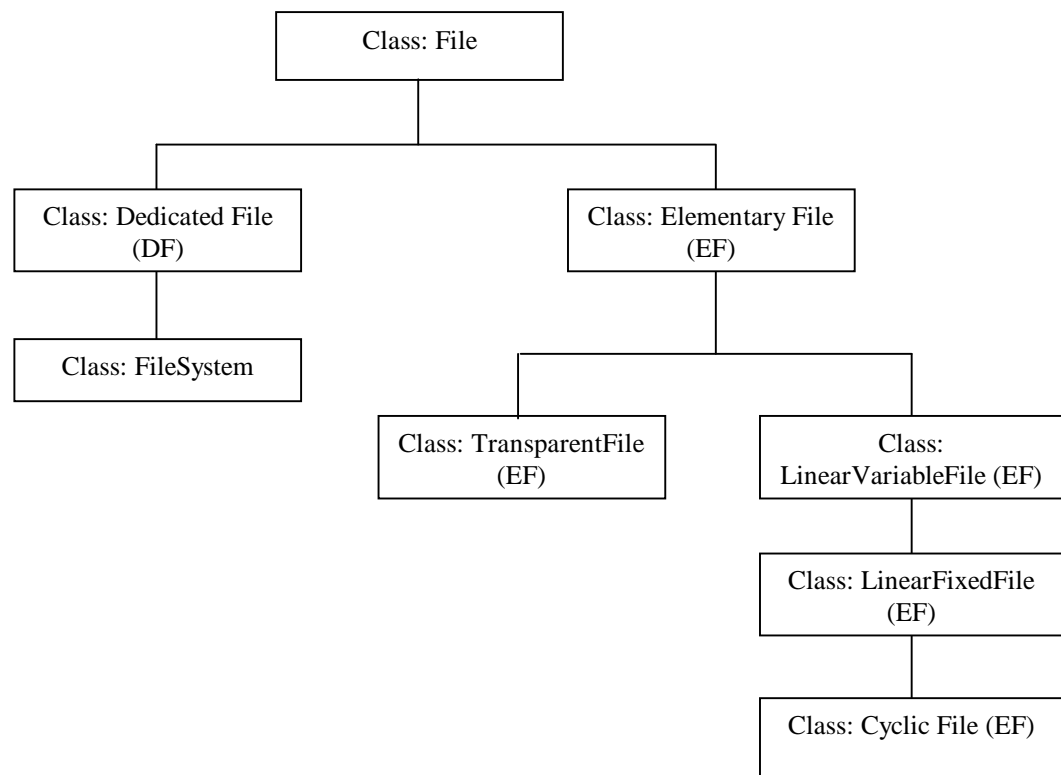 Class: File
Class: Dedicated File
(DF)
Class: Elementary File
(EF)
Class: FileSystem
Class: TransparentFile
(EF)
Class:
LinearVariableFile (EF)
Class: LinearFixedFile
(EF)
Class: Cyclic File (EF)